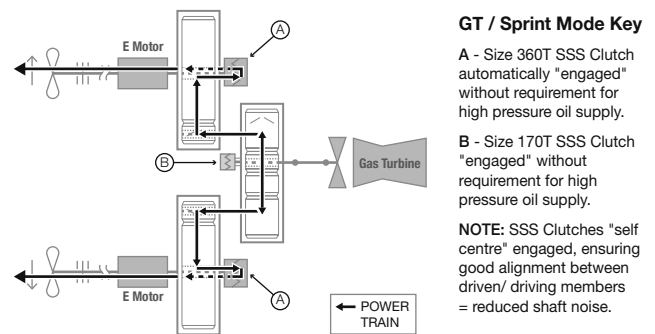 GT / Sprint Mode Key
A - Size 360T SSS Clutch
automatically "engaged"
without requirement for
high pressure oil supply.
B - Size 170T SSS Clutch
"engaged" without
requirement for high
pressure oil supply.
NOTE: SSS Clutches "self
centre" engaged, ensuring
good alignment between
driven/ driving members
= reduced shaft noise.
E Motor
A
B
Gas Turbine
E Motor
A
POWER
TRAIN